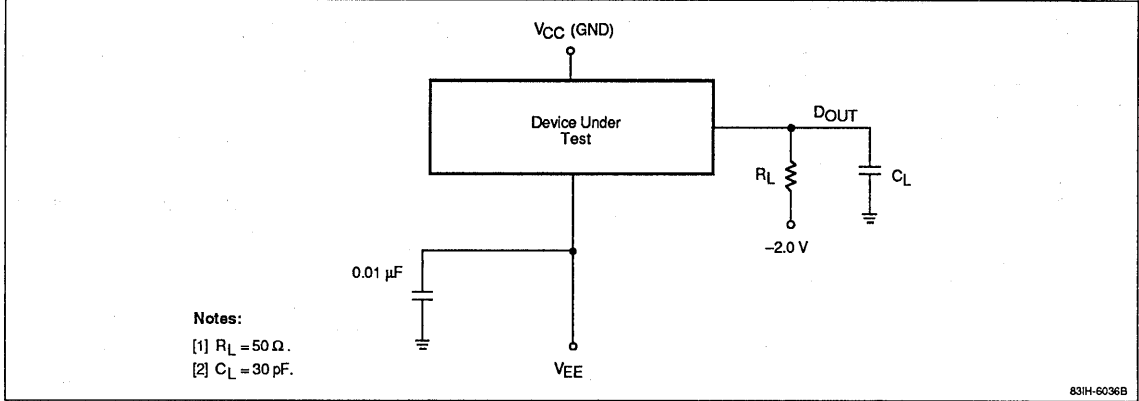 VCC (GND)
Device Under
Test
DOUT
RL
CL
–2.0 V
0.01 μF
VEE
Notes:
[1] RL = 50 Ω.
[2] CL = 30 pF.
83IH-6036B